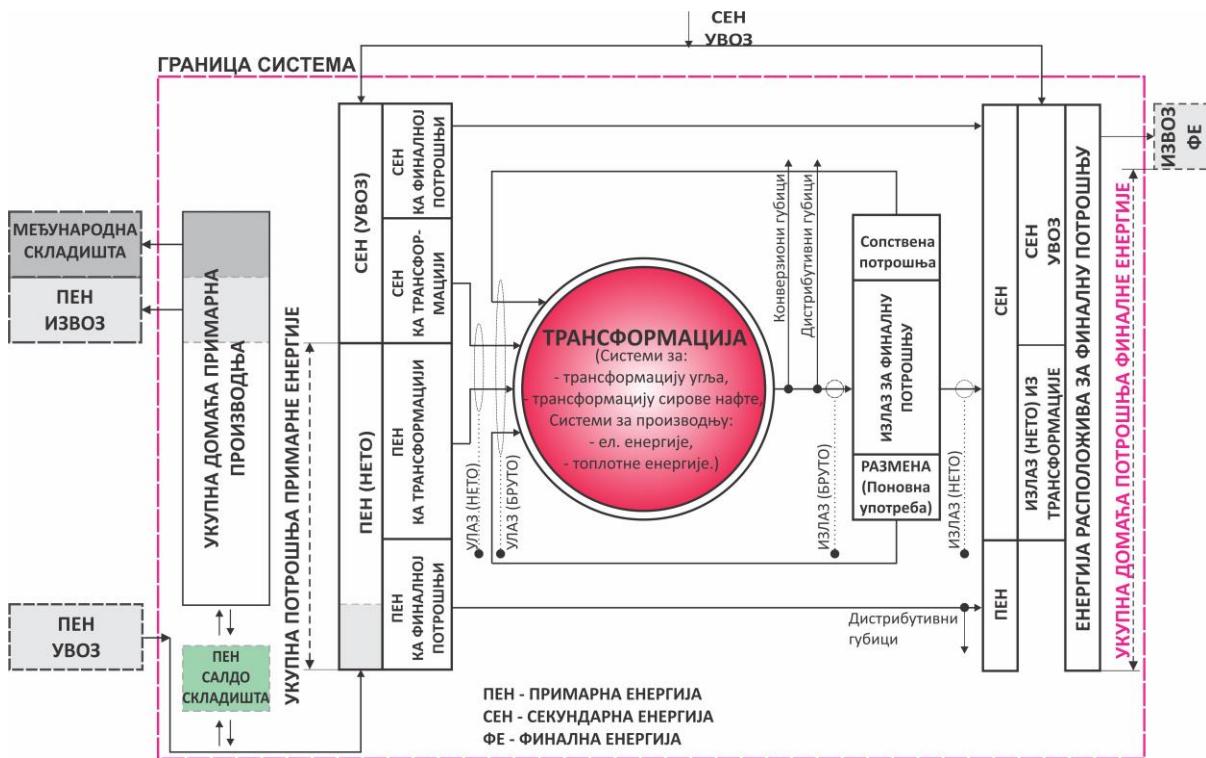 СЕН
УВОЗ
ГРАНИЦА СИСТЕМА
МЕЂУНАРОДНА
СКЛАДИШТА
ПЕН
ИЗВОЗ
ПЕН
УВОЗ
УКУПНА ДОМАЋА ПРИМАРНА
ПРОИЗВОДЊА
ПЕН
САЛДО
СКЛАДИШТА
УКУПНА ПОТРОШЊА ПРИМАРНЕ ЕНЕРГИЈЕ
СЕН (УВОЗ)
ПЕН (НЕТО)
СЕН
КА ФИНАЛНОЈ
ПОТРОШЊИ
СЕН
КА ТРАНСФОР-
МАЦИЈИ
ПЕН
КА ТРАНСФОРМАЦИЈИ
ПЕН
КА ФИНАЛНОЈ
ПОТРОШЊИ
УЛАЗ (НЕТО)
УЛАЗ (БРУТО)
ТРАНСФОРМАЦИЈА
(Системи за:
- трансформацију угља,
- трансформацију сирове нафте,
Системи за производњу:
- ел. енергије,
- топлотне енергије.)
Конверзиони губици
Дистрибутивни губици
ИЗЛАЗ (БРУТО)
Сопствена
потрошња
ИЗЛАЗ ЗА ФИНАЛНУ
ПОТРОШЊУ
РАЗМЕНА
(Поновна
употреба)
ИЗЛАЗ (НЕТО)
Дистрибутивни
губици
СЕН
ПЕН
СЕН
УВОЗ
ИЗЛАЗ (НЕТО) ИЗ
ТРАНСФОРМАЦИЈЕ
ЕНЕРГИЈА РАСПОЛОЖИВА ЗА ФИНАЛНУ ПОТРОШЊУ
УКУПНА ДОМАЋА ПОТРОШЊА ФИНАЛНЕ ЕНЕРГИЈЕ
ИЗВОЗ
ФЕ
ПЕН - ПРИМАРНА ЕНЕРГИЈА
СЕН - СЕКУНДАРНА ЕНЕРГИЈА
ФЕ - ФИНАЛНА ЕНЕРГИЈА